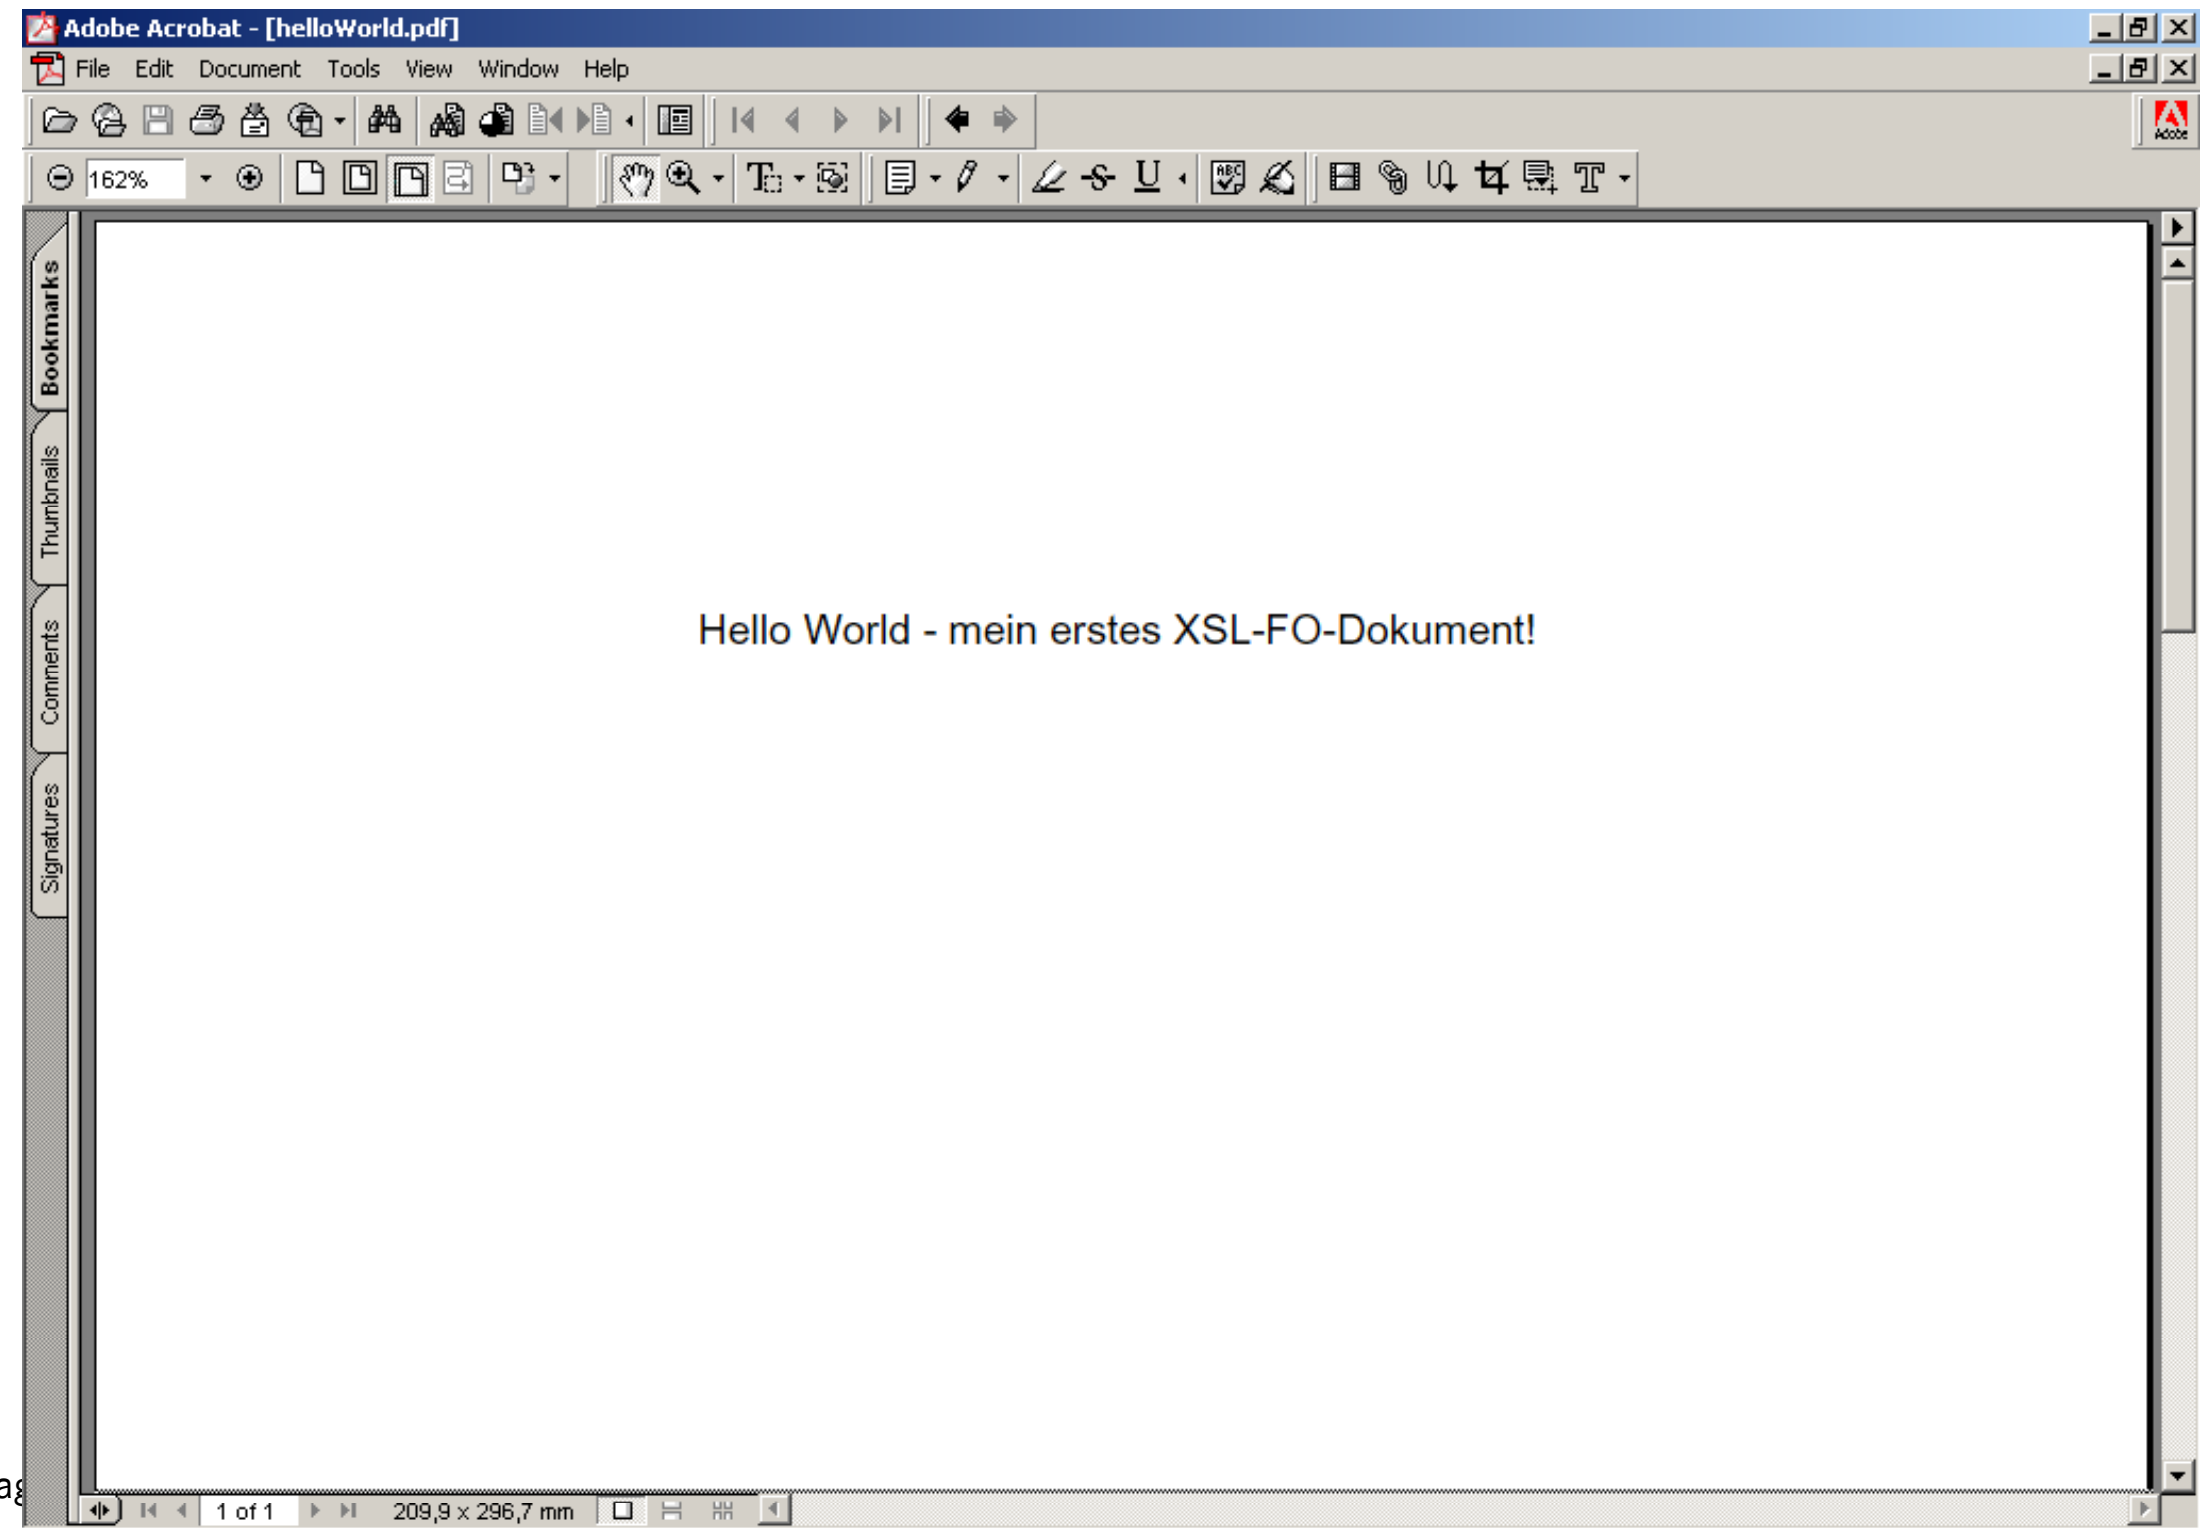 Adobe Acrobat - [helloWorld.pdf]
File Edit Document Tools View Window Help
Adobe
162%
Bookmarks
Thumbnails
Comments
Signatures
Hello World - mein erstes XSL-FO-Dokument!
1 of 1 209,9 x 296,7 mm